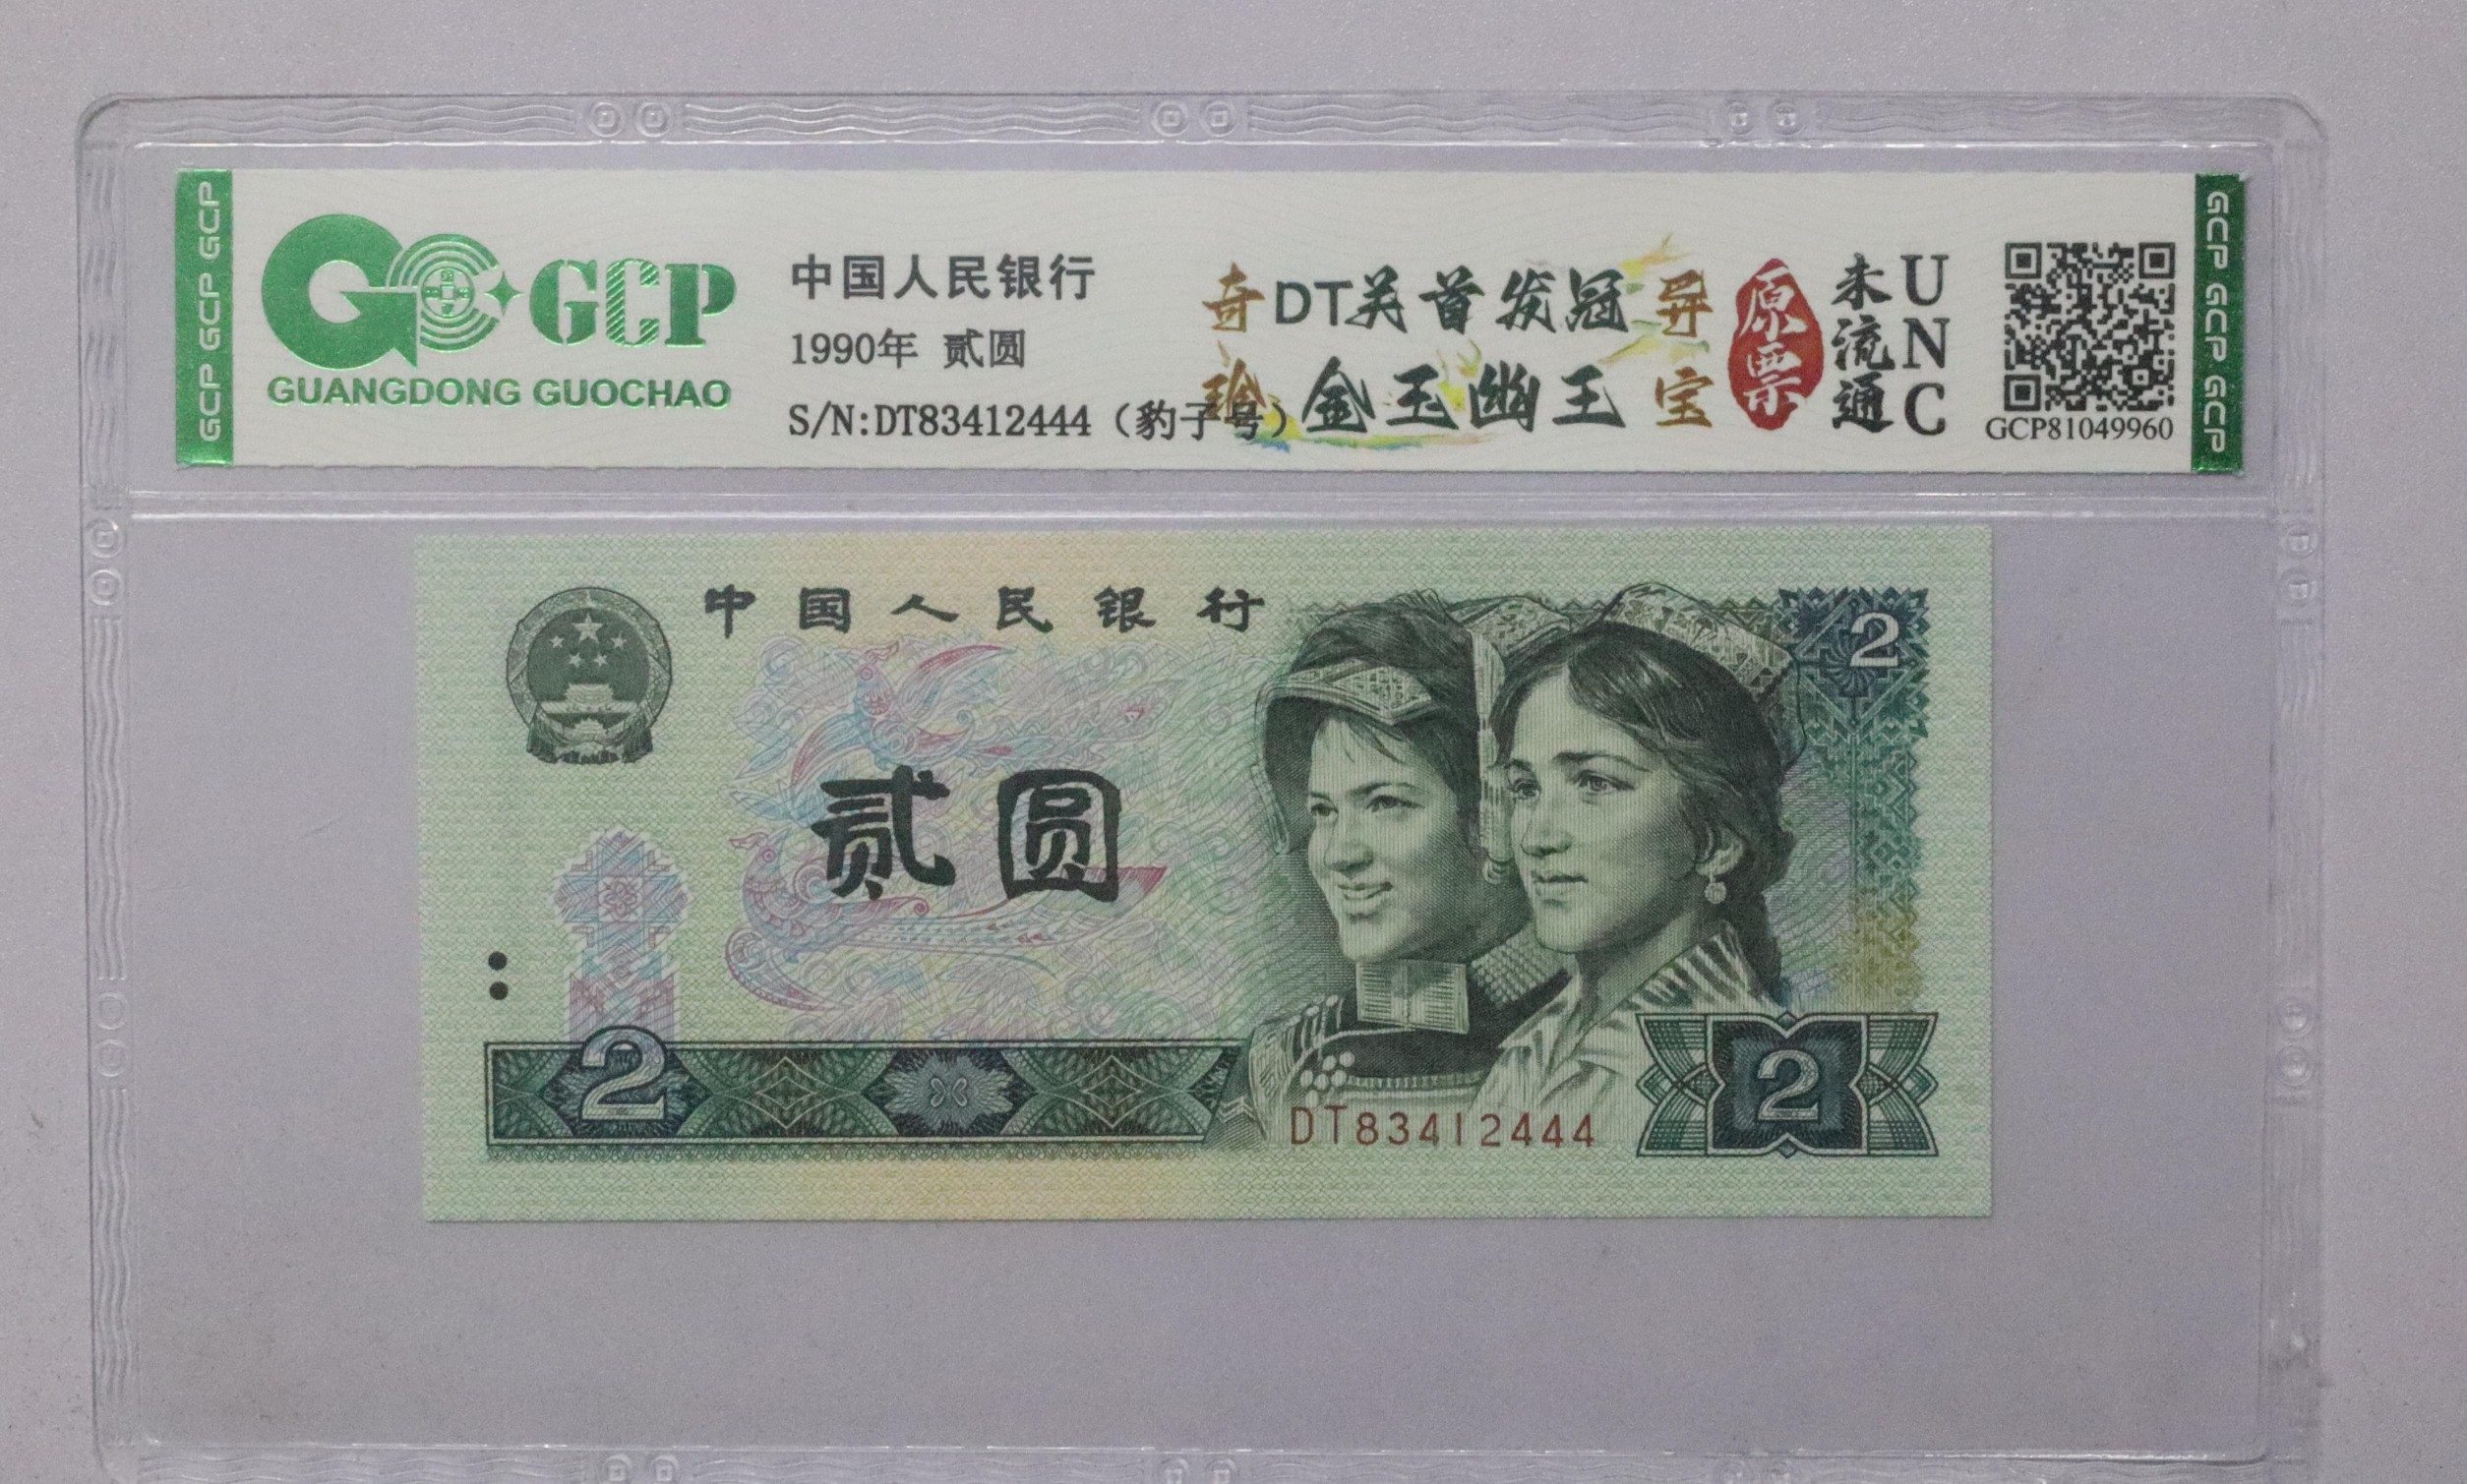 GCP GCP GCP
GCP
GUANGDONG GUOCHAO
中国人民银行
1990年 贰圆
S/N:DT83412444（豹子号）
奇 DT关首发冠 异
珍 金玉幽王 宝
原票
未流通
UNC
GCP81049960
GCP GCP GCP
中国人民银行
2
贰圆
2
DT83412444
2